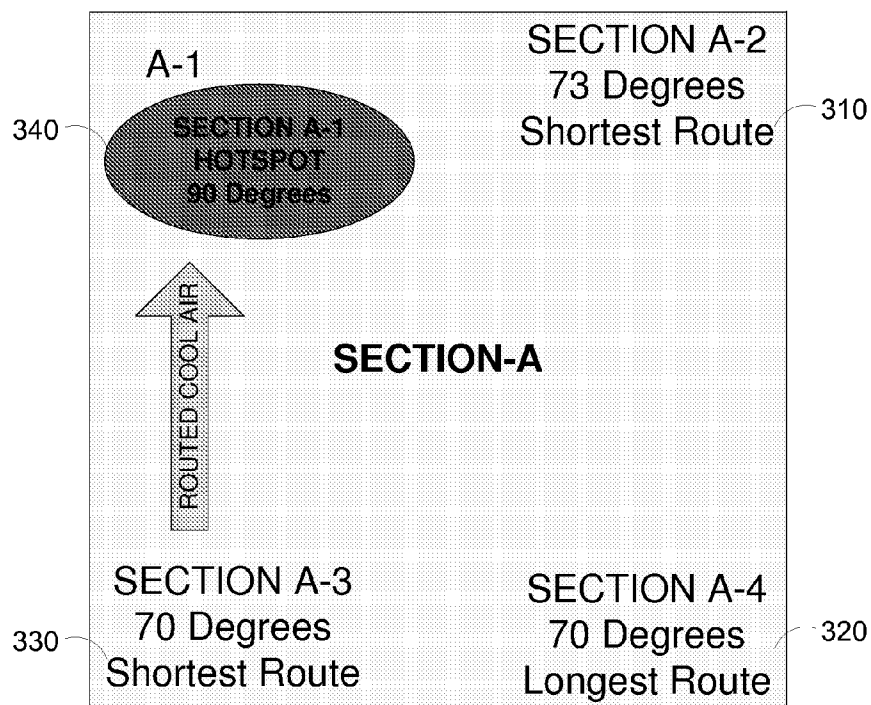 A-1
SECTION A-2
73 Degrees
Shortest Route
310
340
SECTION A-1
HOTSPOT
90 Degrees
ROUTED COOL AIR
SECTION-A
SECTION A-3
70 Degrees
Shortest Route
330
SECTION A-4
70 Degrees
Longest Route
320